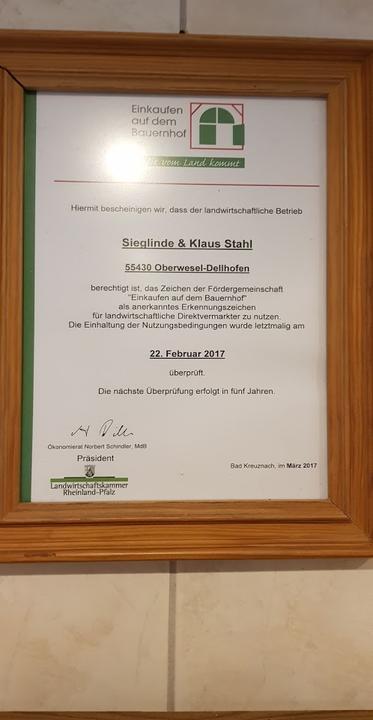 Einkaufen
auf dem
Bauernhof
vom Land kommt
Hiermit bescheinigen wir, dass der landwirtschaftliche Betrieb
Sieglinde & Klaus Stahl
55430 Oberwesel-Dellhofen
berechtigt ist, das Zeichen der Fördergemeinschaft
"Einkaufen auf dem Bauernhof"
als anerkanntes Erkennungszeichen
für landwirtschaftliche Direktvermarkter zu nutzen.
Die Einhaltung der Nutzungsbedingungen wurde letztmalig am
22. Februar 2017
überprüft.
Die nächste Überprüfung erfolgt in fünf Jahren.
Ökonomierat Norbert Schindler, MdB
Präsident
Bad Kreuznach, im März 2017
Landwirtschaftskammer
Rheinland-Pfalz